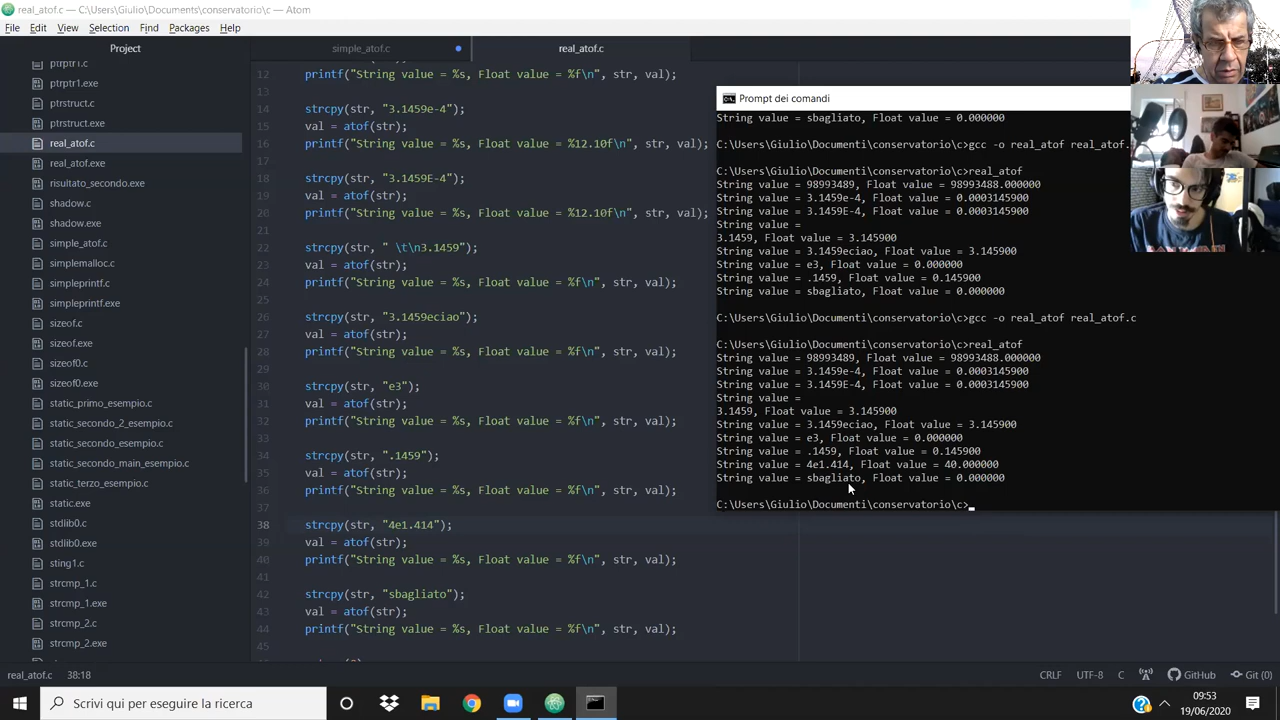 real_atof.c — C:\Users\Giulio\Documents\conservatorio\c — Atom
File Edit View Selection Find Packages Help
Project
simple_atof.c
real_atof.c
ptrptr1.c
ptrptr1.exe
ptrstruct.c
ptrstruct.exe
real_atof.c
real_atof.exe
risultato_secondo.exe
shadow.c
shadow.exe
simple_atof.c
simplemalloc.c
simpleprintf.c
simpleprintf.exe
sizeof.c
sizeof.exe
sizeof0.c
sizeof0.exe
static_primo_esempio.c
static_secondo_2_esempio.c
static_secondo_esempio.c
static_secondo_main_esempio.c
static_terzo_esempio.c
static.exe
stdlib0.c
stdlib0.exe
sting1.c
strcmp_1.c
strcmp_1.exe
strcmp_2.c
strcmp_2.exe
12 printf("String value = %s, Float value = %f\n", str, val);
13
14 strcpy(str, "3.1459e-4");
15 val = atof(str);
16 printf("String value = %s, Float value = %12.10f\n", str, val);
17
18 strcpy(str, "3.1459E-4");
19 val = atof(str);
20 printf("String value = %s, Float value = %12.10f\n", str, val);
21
22 strcpy(str, " \t\n3.1459");
23 val = atof(str);
24 printf("String value = %s, Float value = %f\n", str, val);
25
26 strcpy(str, "3.1459eciao");
27 val = atof(str);
28 printf("String value = %s, Float value = %f\n", str, val);
29
30 strcpy(str, "e3");
31 val = atof(str);
32 printf("String value = %s, Float value = %f\n", str, val);
33
34 strcpy(str, ".1459");
35 val = atof(str);
36 printf("String value = %s, Float value = %f\n", str, val);
37
38 strcpy(str, "4e1.414");
39 val = atof(str);
40 printf("String value = %s, Float value = %f\n", str, val);
41
42 strcpy(str, "sbagliato");
43 val = atof(str);
44 printf("String value = %s, Float value = %f\n", str, val);
45
Prompt dei comandi
String value = sbagliato, Float value = 0.000000
C:\Users\Giulio\Documenti\conservatorio\c>gcc -o real_atof real_atof.
C:\Users\Giulio\Documenti\conservatorio\c>real_atof
String value = 98993489, Float value = 98993488.000000
String value = 3.1459e-4, Float value = 0.0003145900
String value = 3.1459E-4, Float value = 0.0003145900
String value =
3.1459, Float value = 3.145900
String value = 3.1459eciao, Float value = 3.145900
String value = e3, Float value = 0.000000
String value = .1459, Float value = 0.145900
String value = sbagliato, Float value = 0.000000
C:\Users\Giulio\Documenti\conservatorio\c>gcc -o real_atof real_atof.c
C:\Users\Giulio\Documenti\conservatorio\c>real_atof
String value = 98993489, Float value = 98993488.000000
String value = 3.1459e-4, Float value = 0.0003145900
String value = 3.1459E-4, Float value = 0.0003145900
String value =
3.1459, Float value = 3.145900
String value = 3.1459eciao, Float value = 3.145900
String value = e3, Float value = 0.000000
String value = .1459, Float value = 0.145900
String value = 4e1.414, Float value = 40.000000
String value = sbagliato, Float value = 0.000000
C:\Users\Giulio\Documenti\conservatorio\c>
real_atof.c 38:18
CRLF UTF-8 C GitHub Git (0)
Scrivi qui per eseguire la ricerca
09:53
19/06/2020